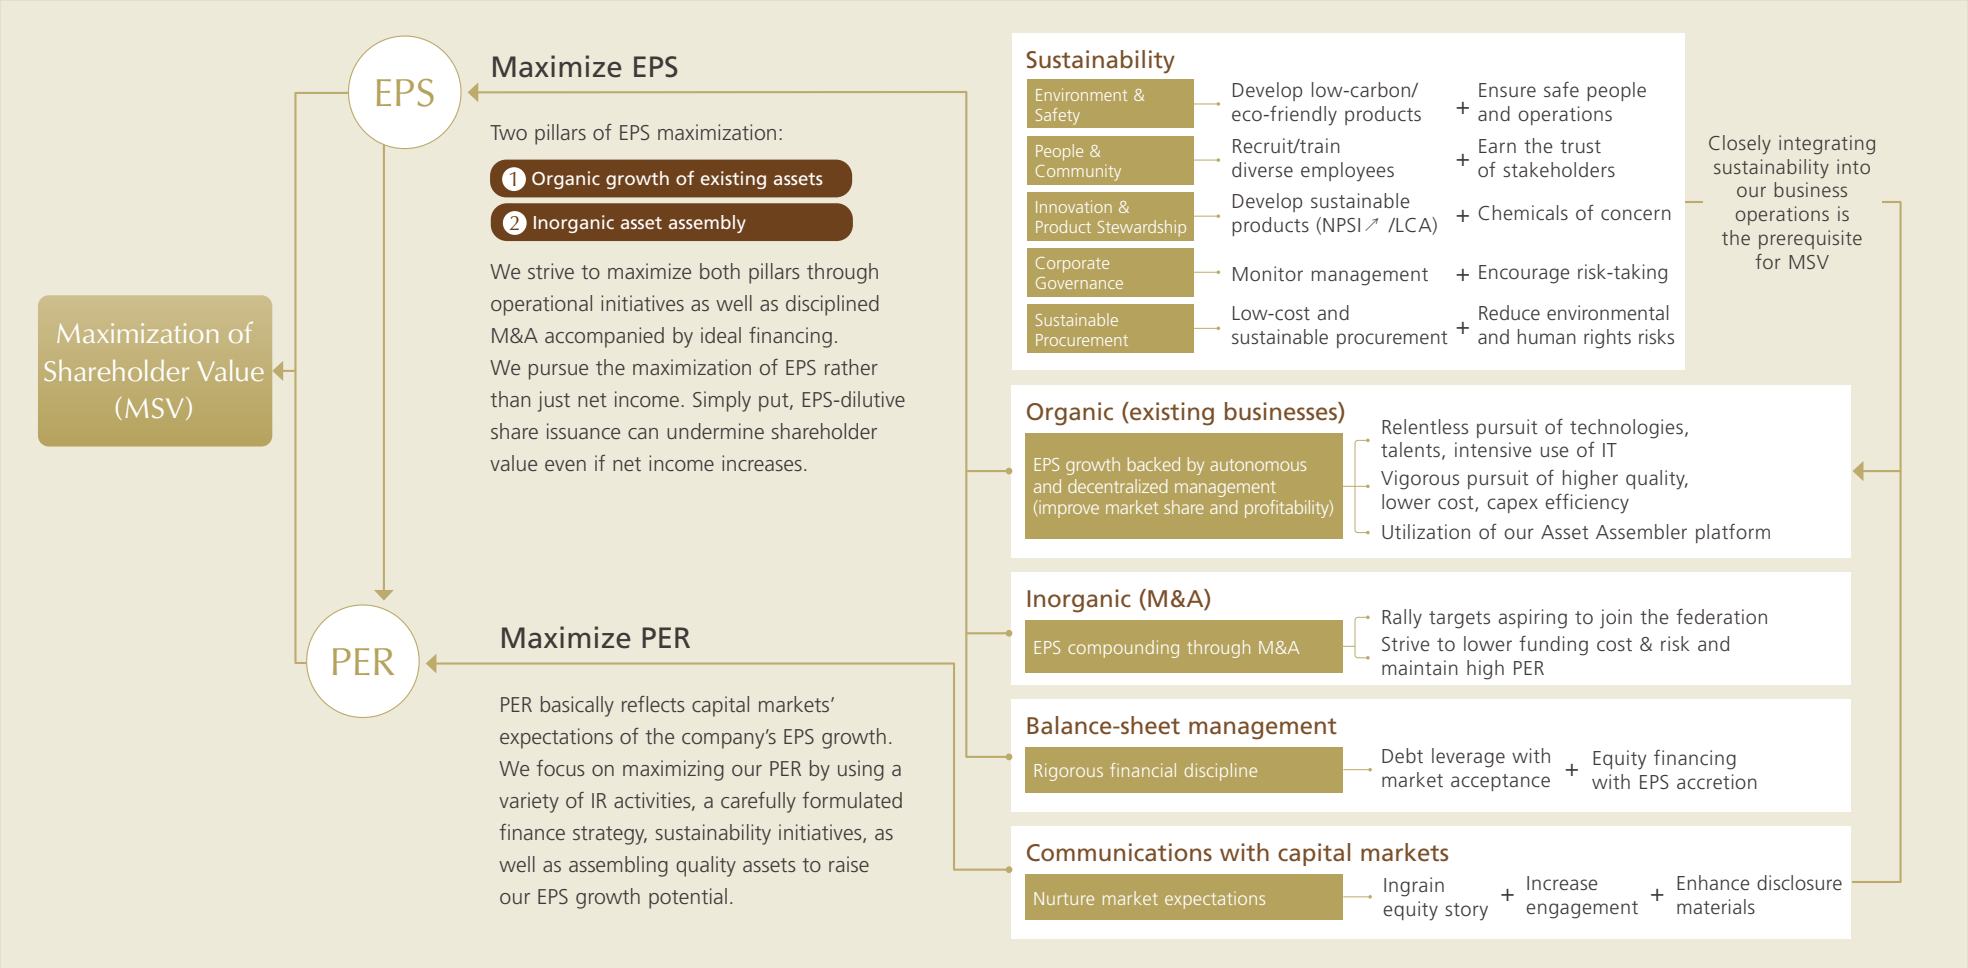 Maximization of
Shareholder Value
(MSV)
EPS
Maximize EPS
Two pillars of EPS maximization:
1 Organic growth of existing assets
2 Inorganic asset assembly
We strive to maximize both pillars through
operational initiatives as well as disciplined
M&A accompanied by ideal financing.
We pursue the maximization of EPS rather
than just net income. Simply put, EPS-dilutive
share issuance can undermine shareholder
value even if net income increases.
PER
Maximize PER
PER basically reflects capital markets’
expectations of the company’s EPS growth.
We focus on maximizing our PER by using a
variety of IR activities, a carefully formulated
finance strategy, sustainability initiatives, as
well as assembling quality assets to raise
our EPS growth potential.
Sustainability
Environment &
Safety
Develop low-carbon/
eco-friendly products
+
Ensure safe people
and operations
People &
Community
Recruit/train
diverse employees
+
Earn the trust
of stakeholders
Innovation &
Product Stewardship
Develop sustainable
products (NPSI↗ /LCA)
+
Chemicals of concern
Corporate
Governance
Monitor management
+
Encourage risk-taking
Sustainable
Procurement
Low-cost and
sustainable procurement
+
Reduce environmental
and human rights risks
Closely integrating
sustainability into
our business
operations is
the prerequisite
for MSV
Organic (existing businesses)
EPS growth backed by autonomous
and decentralized management
(improve market share and profitability)
Relentless pursuit of technologies,
talents, intensive use of IT
Vigorous pursuit of higher quality,
lower cost, capex efficiency
Utilization of our Asset Assembler platform
Inorganic (M&A)
EPS compounding through M&A
Rally targets aspiring to join the federation
Strive to lower funding cost & risk and
maintain high PER
Balance-sheet management
Rigorous financial discipline
Debt leverage with
market acceptance
+
Equity financing
with EPS accretion
Communications with capital markets
Nurture market expectations
Ingrain
equity story
+
Increase
engagement
+
Enhance disclosure
materials